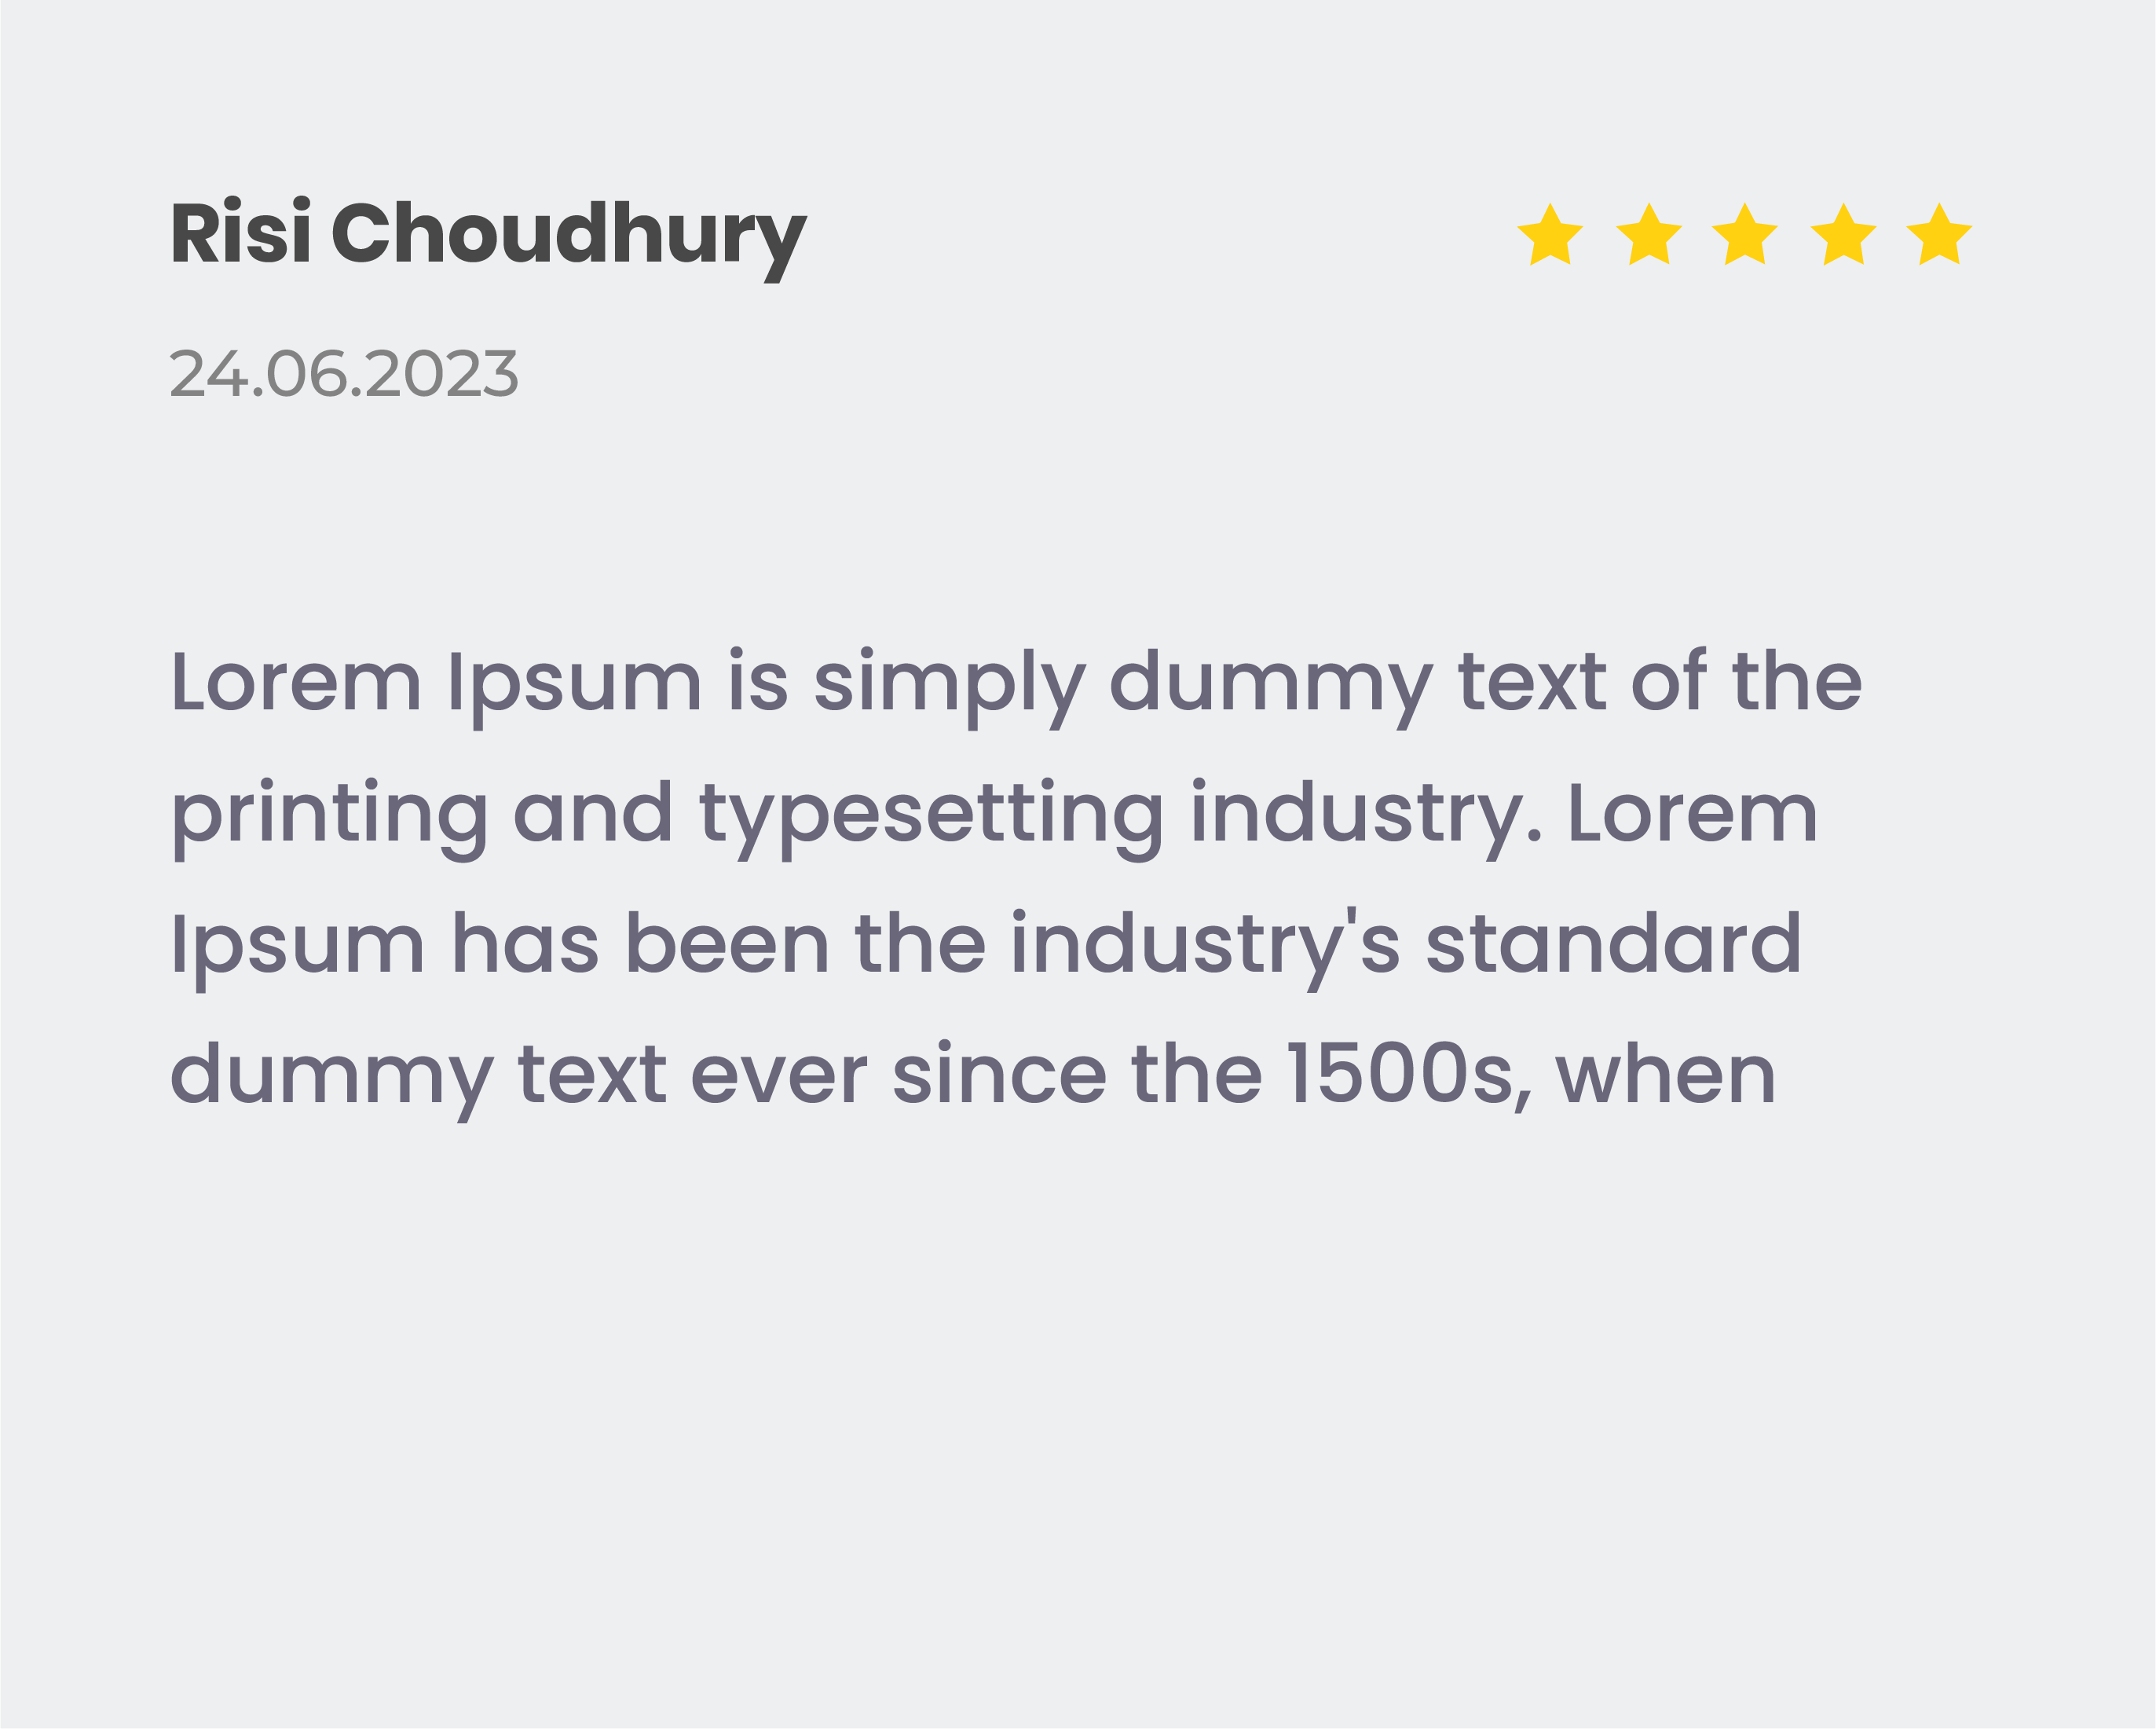 Risi Choudhury
24.06.2023
Lorem Ipsum is simply dummy text of the
printing and typesetting industry. Lorem
Ipsum has been the industry's standard
dummy text ever since the 1500s, when